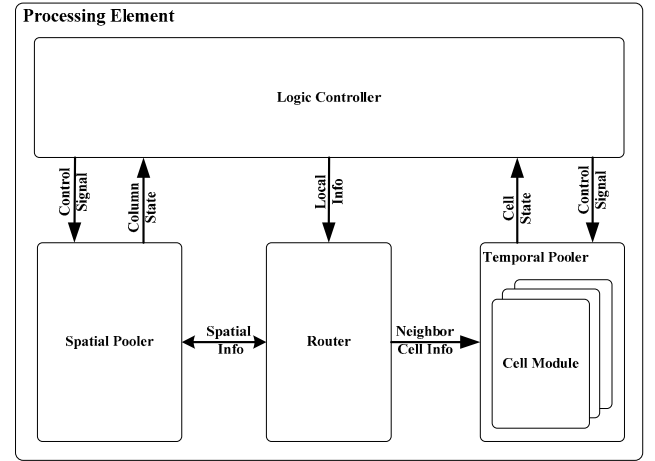 Processing Element
Logic Controller
Control
Signal
Column
State
Local
Info
Cell
State
Control
Signal
Temporal Pooler
Spatial Pooler
Spatial
Info
Router
Neighbor
Cell Info
Cell Module